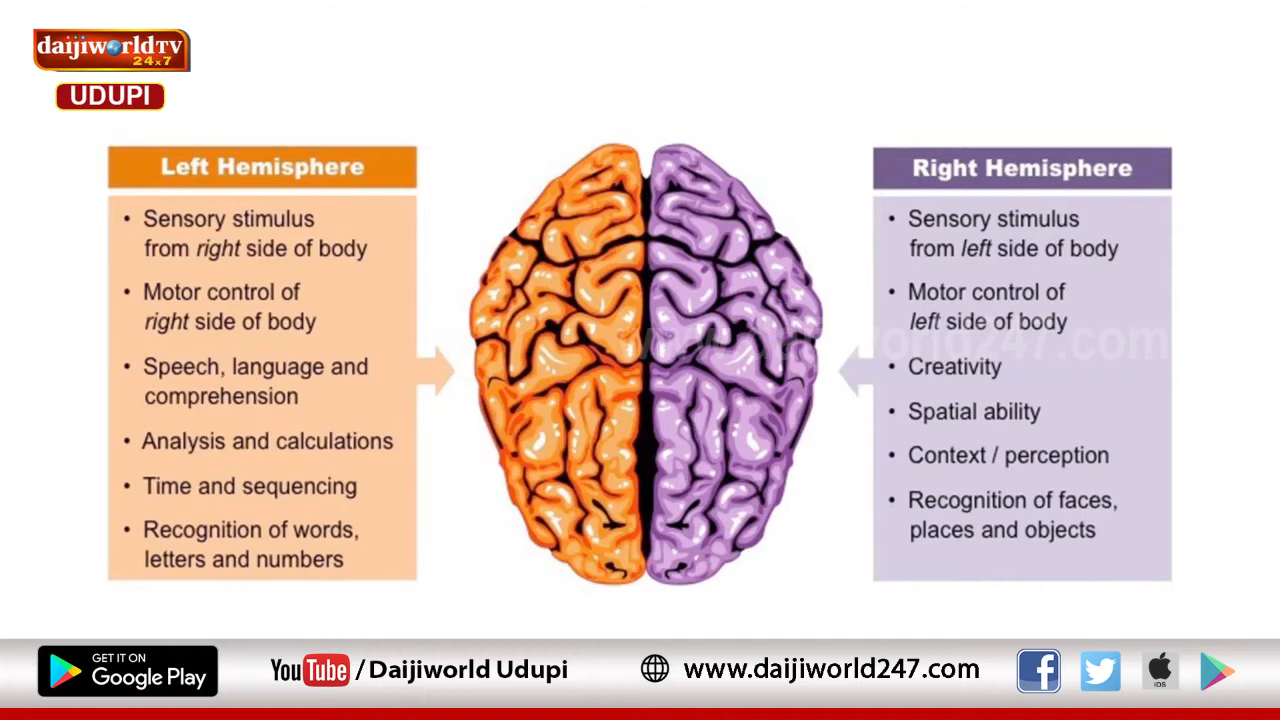 daijiworldTV
24x7
UDUPI
Left Hemisphere
• Sensory stimulus
from right side of body
• Motor control of
right side of body
• Speech, language and
comprehension
• Analysis and calculations
• Time and sequencing
• Recognition of words,
letters and numbers
Right Hemisphere
• Sensory stimulus
from left side of body
• Motor control of
left side of body
• Creativity
• Spatial ability
• Context / perception
• Recognition of faces,
places and objects
www.daijiworld247.com
GET IT ON
Google Play
YouTube / Daijiworld Udupi
www.daijiworld247.com
f
iOS